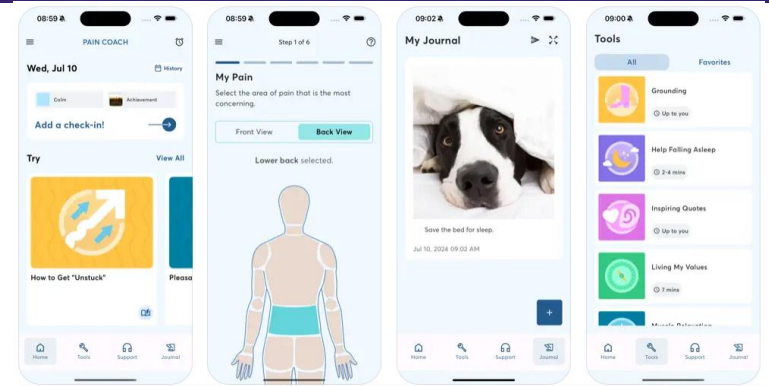 08:59
PAIN COACH
Wed, Jul 10
History
Calm
Achievement
Add a check-in!
Try
View All
How to Get "Unstuck"
Pleasa
Home
Tools
Support
Journal
08:59
Step 1 of 6
My Pain
Select the area of pain that is the most
concerning.
Front View
Back View
Lower back selected.
09:02
My Journal
Save the bed for sleep.
Jul 10, 2024 09:02 AM
Home
Tools
Support
Journal
09:00
Tools
All
Favorites
Grounding
Up to you
Help Falling Asleep
2-4 mins
Inspiring Quotes
Up to you
Living My Values
7 mins
Muscle Relaxation
Home
Tools
Support
Journal